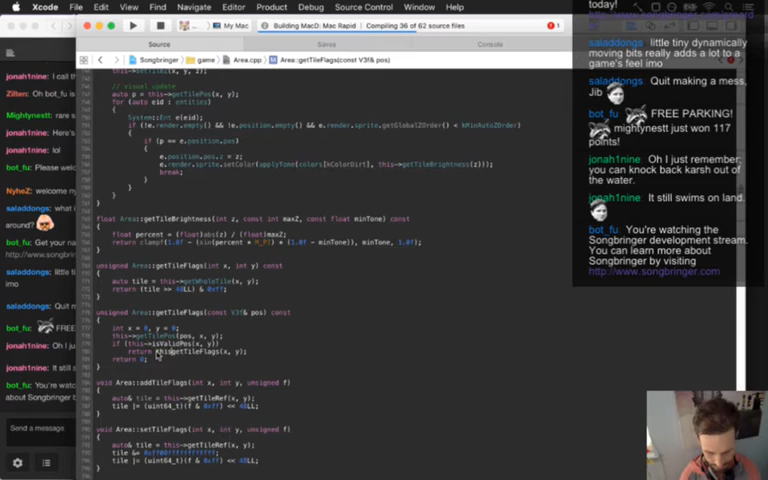 Xcode File Edit View Find Navigate Editor Product Debug Source Control Window Help
My Mac
Building MacD: Mac Rapid Compiling 36 of 62 source files
Source Saves Console
Songbringer game Area.cpp Area::getTileFlags(const V3f& pos)
// visual update
auto p = this->getTilePos(x, y);
for (auto eid : entities)
{
System::Ent e(eid);
if (!e.render.empty() && !e.position.empty() && e.render.sprite.getGlobalZOrder() < kMinAutoZOrder)
{
if (p == e.position.pos)
{
e.position.pos.z = z;
e.render.sprite.setColor(applyTone(colors[kColorDirt], this->getTileBrightness(z)));
break;
}
}
}
}
float Area::getTileBrightness(int z, const int maxZ, const float minTone) const
{
float percent = (float)abs(z) / (float)maxZ;
return clampf(1.0f - (sin(percent * M_PI) * (1.0f - minTone)), minTone, 1.0f);
}
unsigned Area::getTileFlags(int x, int y) const
{
auto tile = this->getWholeTile(x, y);
return (tile >> 48LL) & 0xff;
}
unsigned Area::getTileFlags(const V3f& pos) const
{
int x = 0, y = 0;
this->getTilePos(pos, x, y);
if (this->isValidPos(x, y))
return thisgetTileFlags(x, y);
return 0;
}
void Area::addTileFlags(int x, int y, unsigned f)
{
auto& tile = this->getTileRef(x, y);
tile |= (uint64_t)(f & 0xff) << 48LL;
}
void Area::setTileFlags(int x, int y, unsigned f)
{
auto& tile = this->getTileRef(x, y);
tile |= (uint64_t)(f & 0xff) << 48LL;
}
jonah1nine: I call t
Zilten: Oh bot_fu is
Mightynestt: rare s
jonah1nine: Here's
jonah1nine: lol
bot_fu: Please welc
NyheZ: welcome ny
saladdongs: what i
around?
bot_fu: Get your na
http://www.songbri
saladdongs: little ti
imo
saladdongs: Quit m
bot_fu: FREE
jonah1nine: Oh I ju
jonah1nine: It still s
bot_fu: You're watc
about Songbringer b
Send a message
today!
saladdongs little tiny dynamically
moving bits really adds a lot to a
game's feel imo
saladdongs Quit making a mess,
Jib
bot_fu FREE PARKING!
mightynestt just won 117
points!
jonah1nine Oh I just remember,
you can knock back karsh out of
the water.
jonah1nine It still swims on land.
bot_fu You're watching the
Songbringer development stream.
You can learn more about
Songbringer by visiting
http://www.songbringer.com